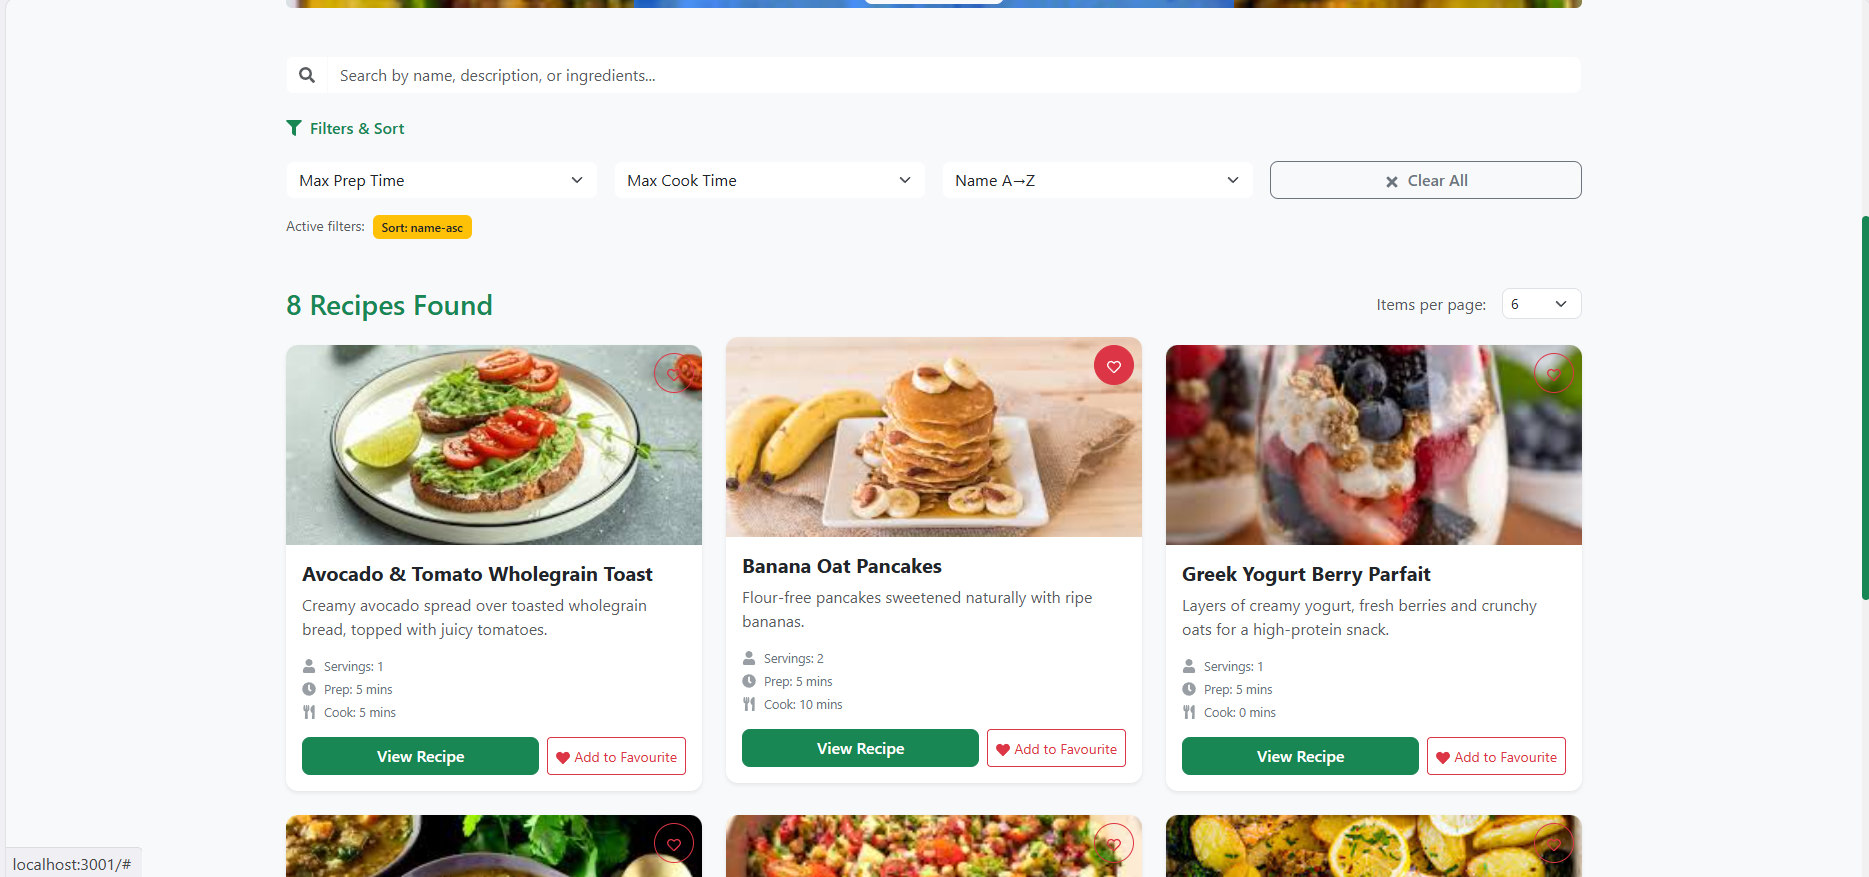 Search by name, description, or ingredients...
Filters & Sort
Max Prep Time
Max Cook Time
Name A→Z
Clear All
Active filters:
Sort: name-asc
8 Recipes Found
Items per page:
6
Avocado & Tomato Wholegrain Toast
Creamy avocado spread over toasted wholegrain
bread, topped with juicy tomatoes.
Servings: 1
Prep: 5 mins
Cook: 5 mins
View Recipe
Add to Favourite
Banana Oat Pancakes
Flour-free pancakes sweetened naturally with ripe
bananas.
Servings: 2
Prep: 5 mins
Cook: 10 mins
View Recipe
Add to Favourite
Greek Yogurt Berry Parfait
Layers of creamy yogurt, fresh berries and crunchy
oats for a high-protein snack.
Servings: 1
Prep: 5 mins
Cook: 0 mins
View Recipe
Add to Favourite
localhost:3001/#